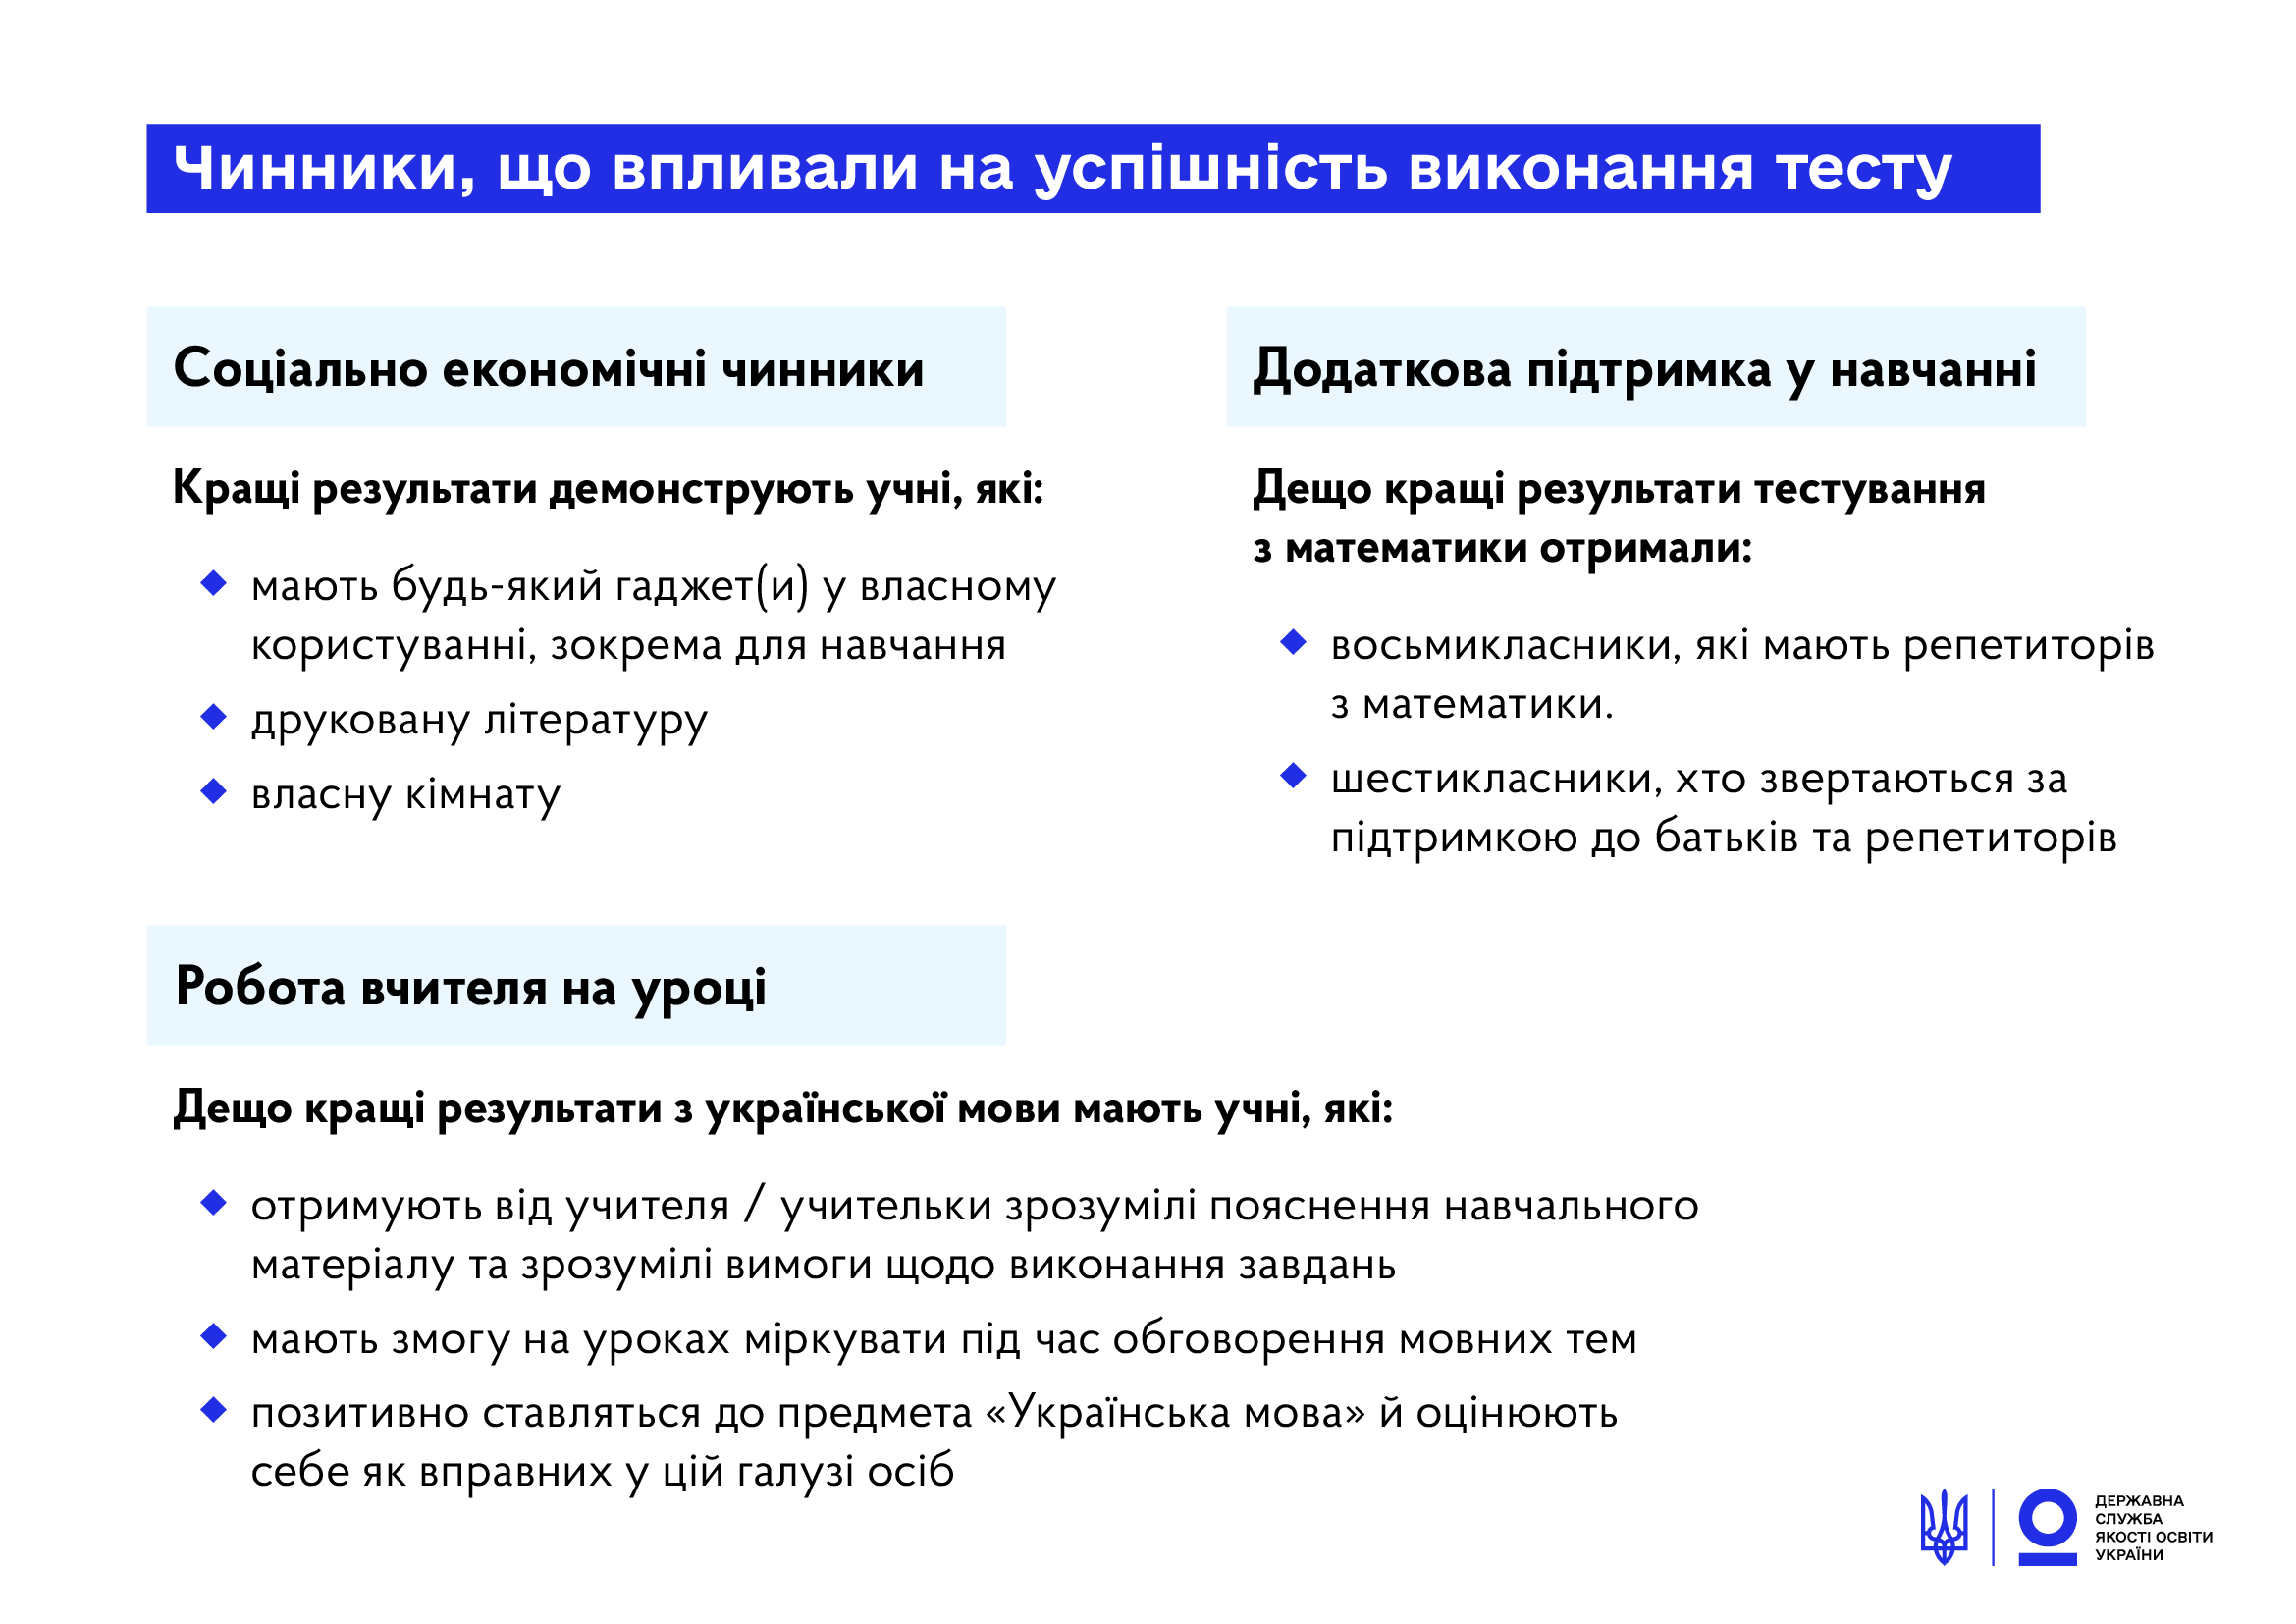 Чинники, що впливали на успішність виконання тесту
Соціально економічні чинники
Кращі результати демонструють учні, які:
мають будь-який гаджет(и) у власному
користуванні, зокрема для навчання
друковану літературу
власну кімнату
Додаткова підтримка у навчанні
Дещо кращі результати тестування
з математики отримали:
восьмикласники, які мають репетиторів
з математики.
шестикласники, хто звертаються за
підтримкою до батьків та репетиторів
Робота вчителя на уроці
Дещо кращі результати з української мови мають учні, які:
отримують від учителя / учительки зрозумілі пояснення навчального
матеріалу та зрозумілі вимоги щодо виконання завдань
мають змогу на уроках міркувати під час обговорення мовних тем
позитивно ставляться до предмета «Українська мова» й оцінюють
себе як вправних у цій галузі осіб
ДЕРЖАВНА
СЛУЖБА
ЯКОСТІ ОСВІТИ
УКРАЇНИ